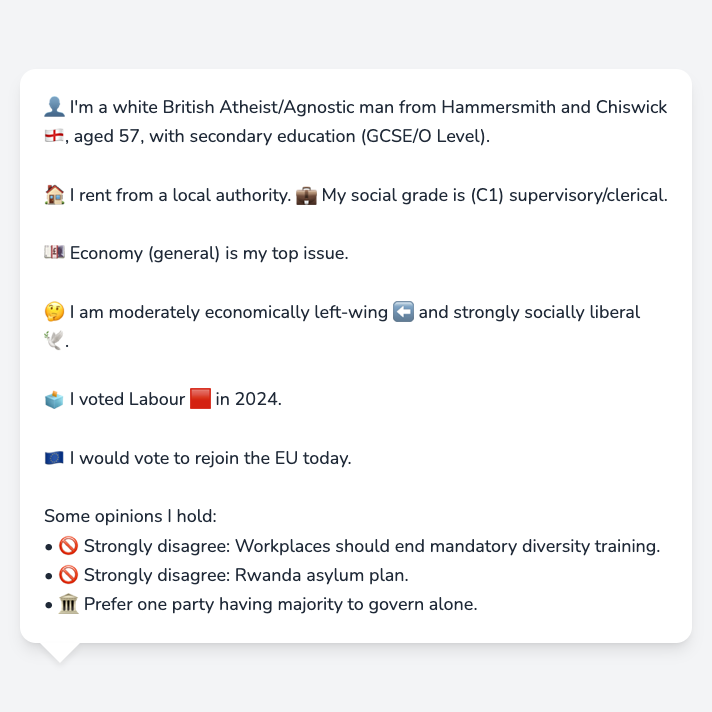 👤 I'm a white British Atheist/Agnostic man from Hammersmith and Chiswick
🏴󠁧󠁢󠁥󠁮󠁧󠁿, aged 57, with secondary education (GCSE/O Level).
🏠 I rent from a local authority. 💼 My social grade is (C1) supervisory/clerical.
💷 Economy (general) is my top issue.
🤔 I am moderately economically left-wing ⬅️ and strongly socially liberal
🕊️.
🗳️ I voted Labour 🟥 in 2024.
🇪🇺 I would vote to rejoin the EU today.
Some opinions I hold:
• 🚫 Strongly disagree: Workplaces should end mandatory diversity training.
• 🚫 Strongly disagree: Rwanda asylum plan.
• 🏛️ Prefer one party having majority to govern alone.